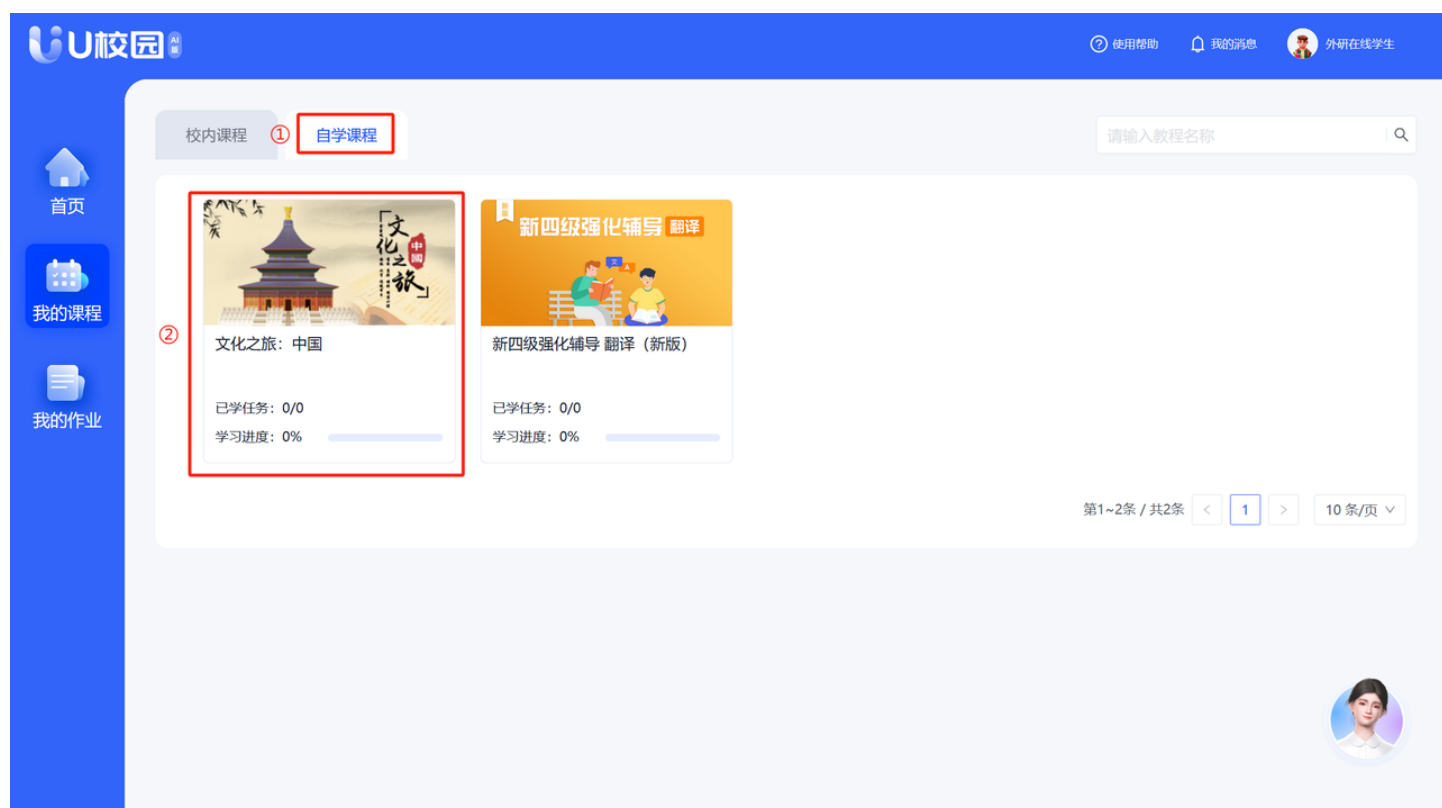 U校园 AI版
使用帮助
我的消息
外研在线学生
校内课程
①
自学课程
请输入教程名称
首页
我的课程
我的作业
②
「文化之旅」
中國
文化之旅：中国
已学任务：0/0
学习进度：0%
新版
新四级强化辅导 翻译
文
A
新四级强化辅导 翻译（新版）
已学任务：0/0
学习进度：0%
第1~2条 / 共2条
<
1
>
10 条/页